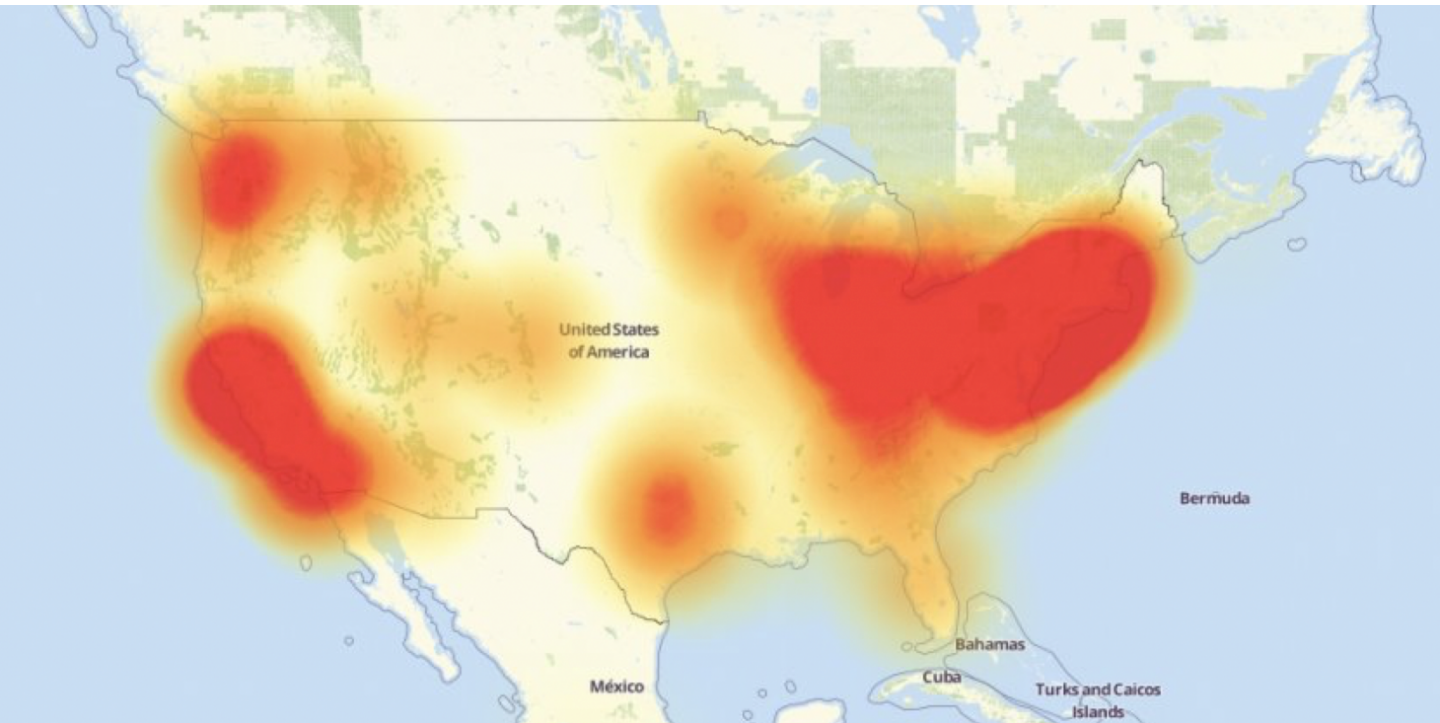 United States
of America
Bermuda
Bahamas
Cuba
México
Turks and Caicos
Islands